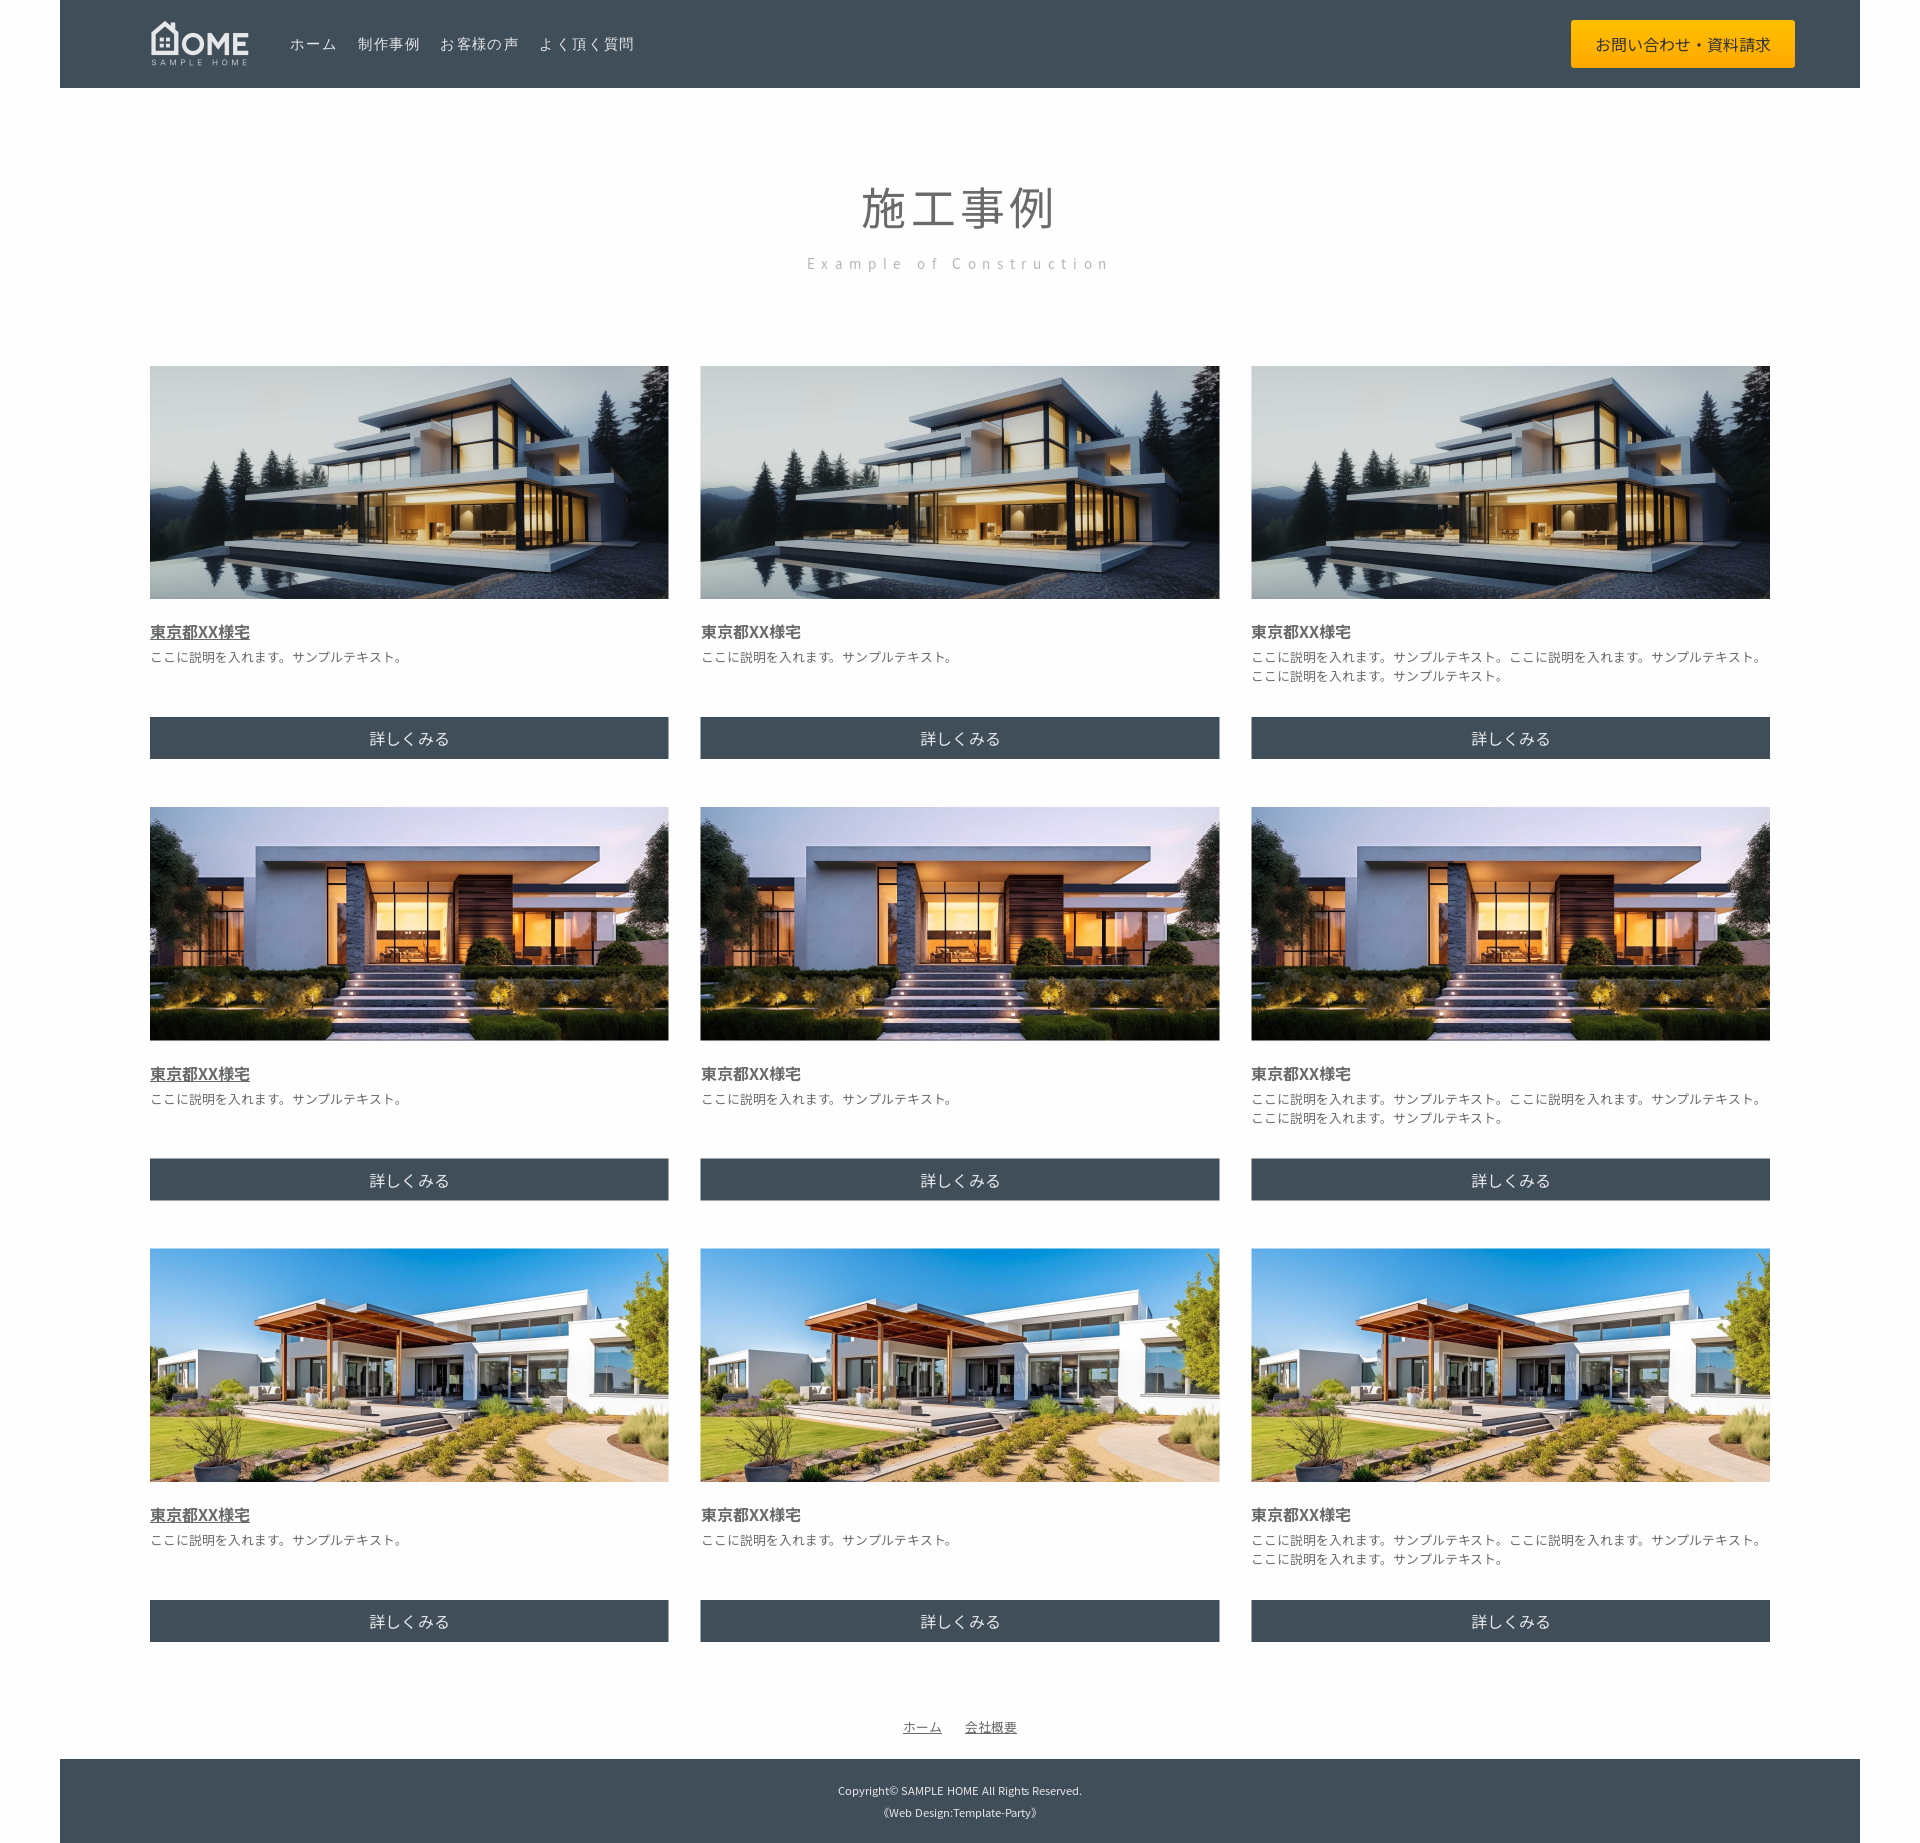 OME
SAMPLE HOME
ホーム 制作事例 お客様の声 よく頂く質問
お問い合わせ・資料請求
施工事例
Example of Construction
東京都XX様宅
ここに説明を入れます。サンプルテキスト。
詳しくみる
東京都XX様宅
ここに説明を入れます。サンプルテキスト。
詳しくみる
東京都XX様宅
ここに説明を入れます。サンプルテキスト。ここに説明を入れます。サンプルテキスト。
ここに説明を入れます。サンプルテキスト。
詳しくみる
東京都XX様宅
ここに説明を入れます。サンプルテキスト。
詳しくみる
東京都XX様宅
ここに説明を入れます。サンプルテキスト。
詳しくみる
東京都XX様宅
ここに説明を入れます。サンプルテキスト。ここに説明を入れます。サンプルテキスト。
ここに説明を入れます。サンプルテキスト。
詳しくみる
東京都XX様宅
ここに説明を入れます。サンプルテキスト。
詳しくみる
東京都XX様宅
ここに説明を入れます。サンプルテキスト。
詳しくみる
東京都XX様宅
ここに説明を入れます。サンプルテキスト。ここに説明を入れます。サンプルテキスト。
ここに説明を入れます。サンプルテキスト。
詳しくみる
ホーム 会社概要
Copyright© SAMPLE HOME All Rights Reserved.
《Web Design:Template-Party》